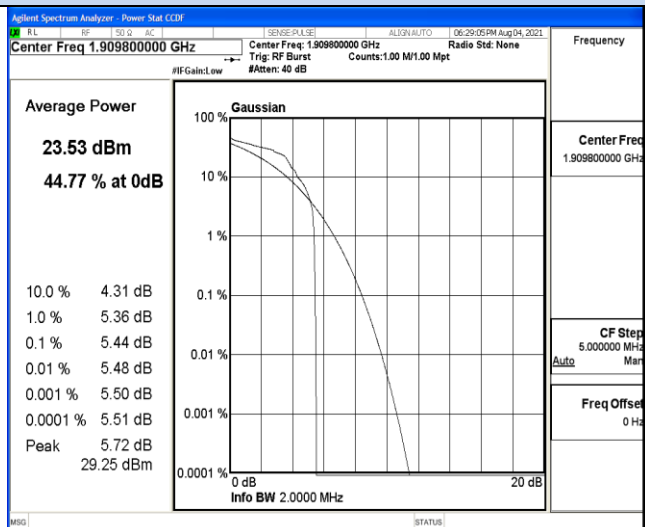 Agilent Spectrum Analyzer - Power Stat CCDF
RL RF 50 Ω AC SENSE:PULSE ALIGN AUTO 06:29:05 PM Aug 04, 2021
Center Freq 1.909800000 GHz
Center Freq: 1.909800000 GHz Radio Std: None
Trig: RF Burst Counts:1.00 M/1.00 Mpt
#IFGain:Low #Atten: 40 dB
Frequency
Average Power
23.53 dBm
44.77 % at 0dB
10.0 % 4.31 dB
1.0 % 5.36 dB
0.1 % 5.44 dB
0.01 % 5.48 dB
0.001 % 5.50 dB
0.0001 % 5.51 dB
Peak 5.72 dB
29.25 dBm
Gaussian
100 %
10 %
1 %
0.1 %
0.01 %
0.001 %
0.0001 %
0 dB 20 dB
Info BW 2.0000 MHz
Center Freq
1.909800000 GHz
CF Step
5.000000 MHz
Auto Man
Freq Offset
0 Hz
MSG STATUS